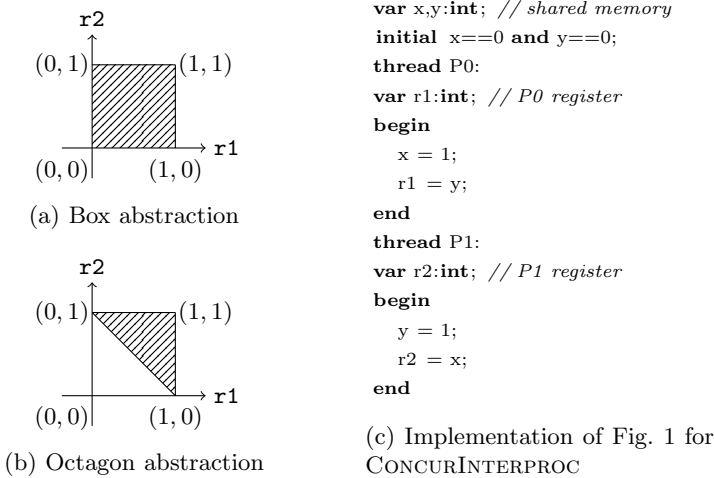 r2
(0, 1) (1, 1)
r1
(0, 0) (1, 0)
(a) Box abstraction
r2
(0, 1) (1, 1)
r1
(0, 0) (1, 0)
(b) Octagon abstraction
var x,y:int; // shared memory
initial x==0 and y==0;
thread P0:
var r1:int; // P0 register
begin
x = 1;
r1 = y;
end
thread P1:
var r2:int; // P1 register
begin
y = 1;
r2 = x;
end
(c) Implementation of Fig. 1 for
CONCURINTERPROC